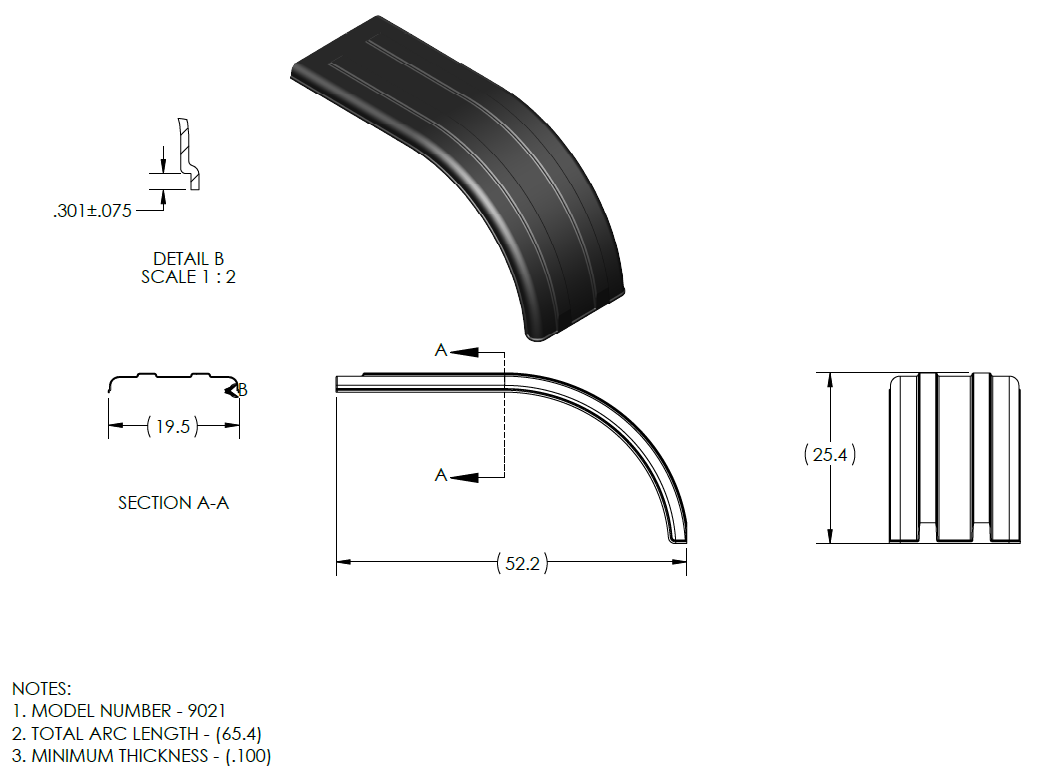 .301±.075
DETAIL B
SCALE 1 : 2
A
B
(19.5)
A
(25.4)
SECTION A-A
(52.2)
NOTES:
1. MODEL NUMBER - 9021
2. TOTAL ARC LENGTH - (65.4)
3. MINIMUM THICKNESS - (.100)